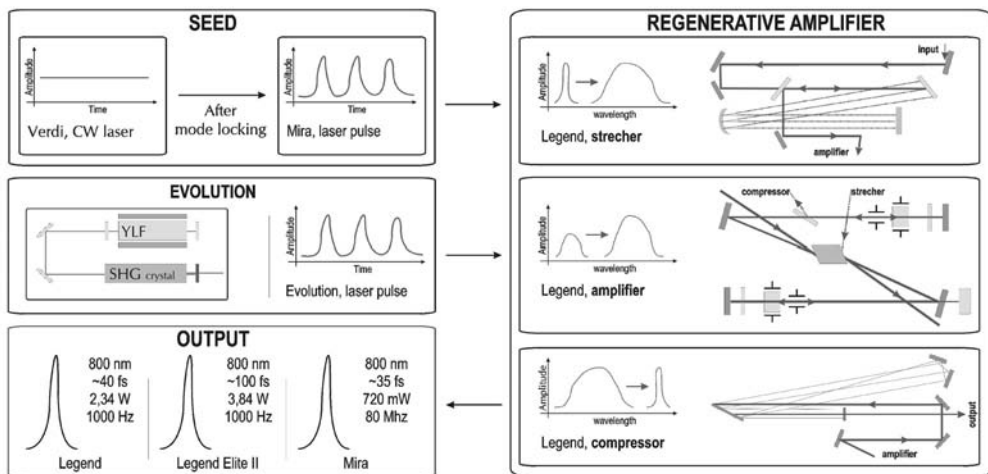 SEED
Amplitude
Time
Verdi, CW laser
After
mode locking
Amplitude
Time
Mira, laser pulse
EVOLUTION
YLF
SHG crystal
Amplitude
Time
Evolution, laser pulse
OUTPUT
800 nm
~40 fs
2,34 W
1000 Hz
Legend
800 nm
~100 fs
3,84 W
1000 Hz
Legend Elite II
800 nm
~35 fs
720 mW
80 Mhz
Mira
REGENERATIVE AMPLIFIER
Amplitude
wavelength
Legend, strecher
input
amplifier
Amplitude
wavelength
Legend, amplifier
compressor
strecher
Amplitude
wavelength
Legend, compressor
amplifier
output